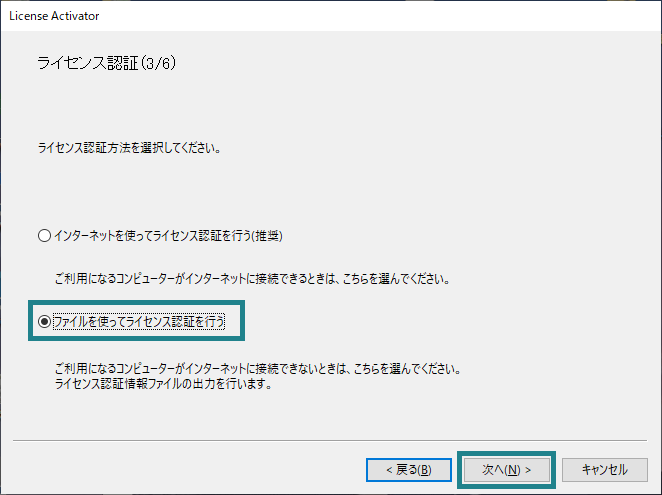 License Activator
ライセンス認証(3/6)
ライセンス認証方法を選択してください。
インターネットを使ってライセンス認証を行う(推奨)
ご利用になるコンピューターがインターネットに接続できるときは、こちらを選んでください。
ファイルを使ってライセンス認証を行う
ご利用になるコンピューターがインターネットに接続できないときは、こちらを選んでください。
ライセンス認証情報ファイルの出力を行います。
< 戻る(B) 次へ(N) > キャンセル